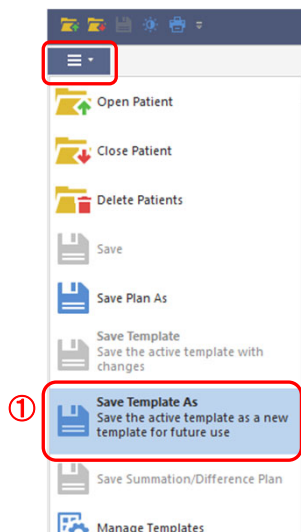 Open Patient
Close Patient
Delete Patients
Save
Save Plan As
Save Template
Save the active template with
changes
①
Save Template As
Save the active template as a new
template for future use
Save Summation/Difference Plan
Manage Templates